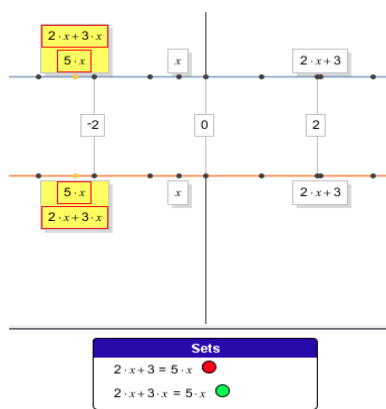 2·x+3·x
5·x
x
2·x+3
-2
0
2
5·x
2·x+3·x
x
2·x+3
Sets
2·x+3 = 5·x
2·x+3·x = 5·x